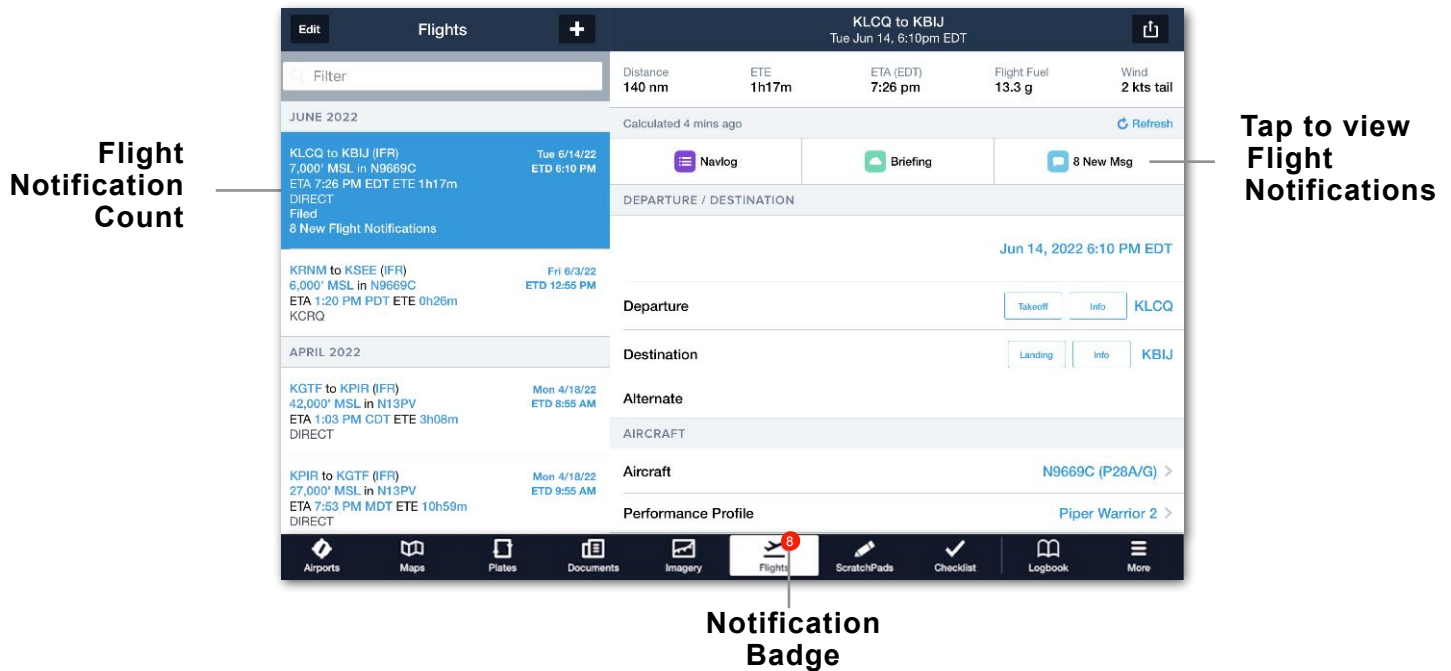 Edit
Flights
+
KLCQ to KBIJ
Tue Jun 14, 6:10pm EDT
Filter
Distance ETE ETA (EDT) Flight Fuel Wind
140 nm 1h17m 7:26 pm 13.3 g 2 kts tail
JUNE 2022
Calculated 4 mins ago
Refresh
Flight
Notification
Count
KLCQ to KBIJ (IFR) Tue 6/14/22
7,000' MSL in N9669C ETD 6:10 PM
ETA 7:26 PM EDT ETE 1h17m
DIRECT
Filed
8 New Flight Notifications
Navlog
Briefing
8 New Msg
Tap to view
Flight
Notifications
DEPARTURE / DESTINATION
Jun 14, 2022 6:10 PM EDT
KRNM to KSEE (IFR) Fri 6/3/22
6,000' MSL in N9669C ETD 12:55 PM
ETA 1:20 PM PDT ETE 0h26m
KCRQ
Departure Takeoff Info KLCQ
APRIL 2022
Destination Landing Info KBIJ
KGTF to KPIR (IFR) Mon 4/18/22
42,000' MSL in N13PV ETD 8:55 AM
ETA 1:03 PM CDT ETE 3h08m
DIRECT
Alternate
AIRCRAFT
KPIR to KGTF (IFR) Mon 4/18/22
27,000' MSL in N13PV ETD 9:55 AM
ETA 7:53 PM MDT ETE 10h59m
DIRECT
Aircraft N9669C (P28A/G) >
Performance Profile Piper Warrior 2 >
8
Airports Maps Plates Documents Imagery Flights ScratchPads Checklist Logbook More
Notification
Badge